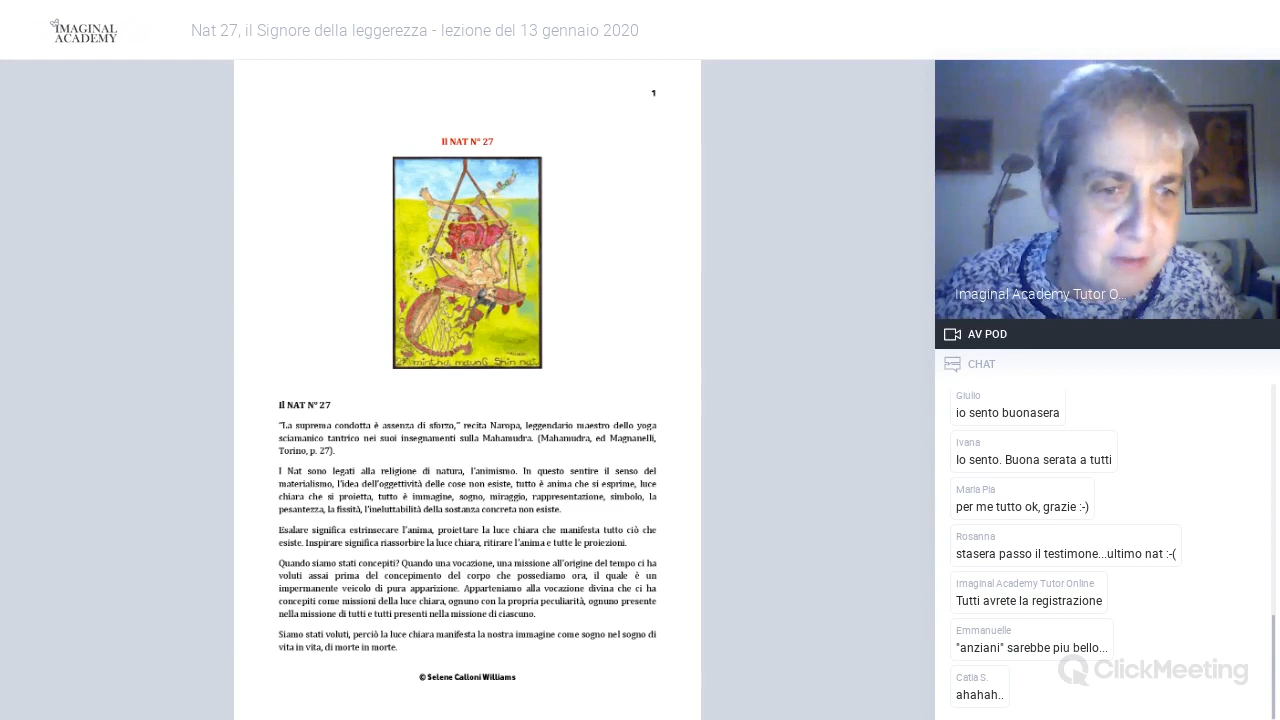 IMAGINAL
ACADEMY
Nat 27, il Signore della leggerezza - lezione del 13 gennaio 2020
1
Il NAT N° 27
27 mintha maung shin nat
Il NAT N° 27
"La suprema condotta è assenza di sforzo," recita Naropa, leggendario maestro dello yoga
sciamanico tantrico nei suoi insegnamenti sulla Mahamudra. (Mahamudra, ed Magnanelli,
Torino, p. 27).
I Nat sono legati alla religione di natura, l'animismo. In questo sentire il senso del
materialismo, l'idea dell'oggettività delle cose non esiste, tutto è anima che si esprime, luce
chiara che si proietta, tutto è immagine, sogno, miraggio, rappresentazione, simbolo, la
pesantezza, la fissità, l'ineluttabilità della sostanza concreta non esiste.
Esalare significa estrinsecare l'anima, proiettare la luce chiara che manifesta tutto ciò che
esiste. Inspirare significa riassorbire la luce chiara, ritirare l'anima e tutte le proiezioni.
Quando siamo stati concepiti? Quando una vocazione, una missione all'origine del tempo ci ha
voluti assai prima del concepimento del corpo che possediamo ora, il quale è un
impermanente veicolo di pura apparizione. Apparteniamo alla vocazione divina che ci ha
concepiti come missioni della luce chiara, ognuno con la propria peculiarità, ognuno presente
nella missione di tutti e tutti presenti nella missione di ciascuno.
Siamo stati voluti, perciò la luce chiara manifesta la nostra immagine come sogno nel sogno di
vita in vita, di morte in morte.
© Selene Calloni Williams
Imaginal Academy Tutor O...
AV POD
CHAT
Giulio
io sento buonasera
Ivana
Io sento. Buona serata a tutti
Maria Pia
per me tutto ok, grazie :-)
Rosanna
stasera passo il testimone...ultimo nat :-(
Imaginal Academy Tutor Online
Tutti avrete la registrazione
Emmanuelle
"anziani" sarebbe piu bello...
Catia S.
ahahah..
ClickMeeting